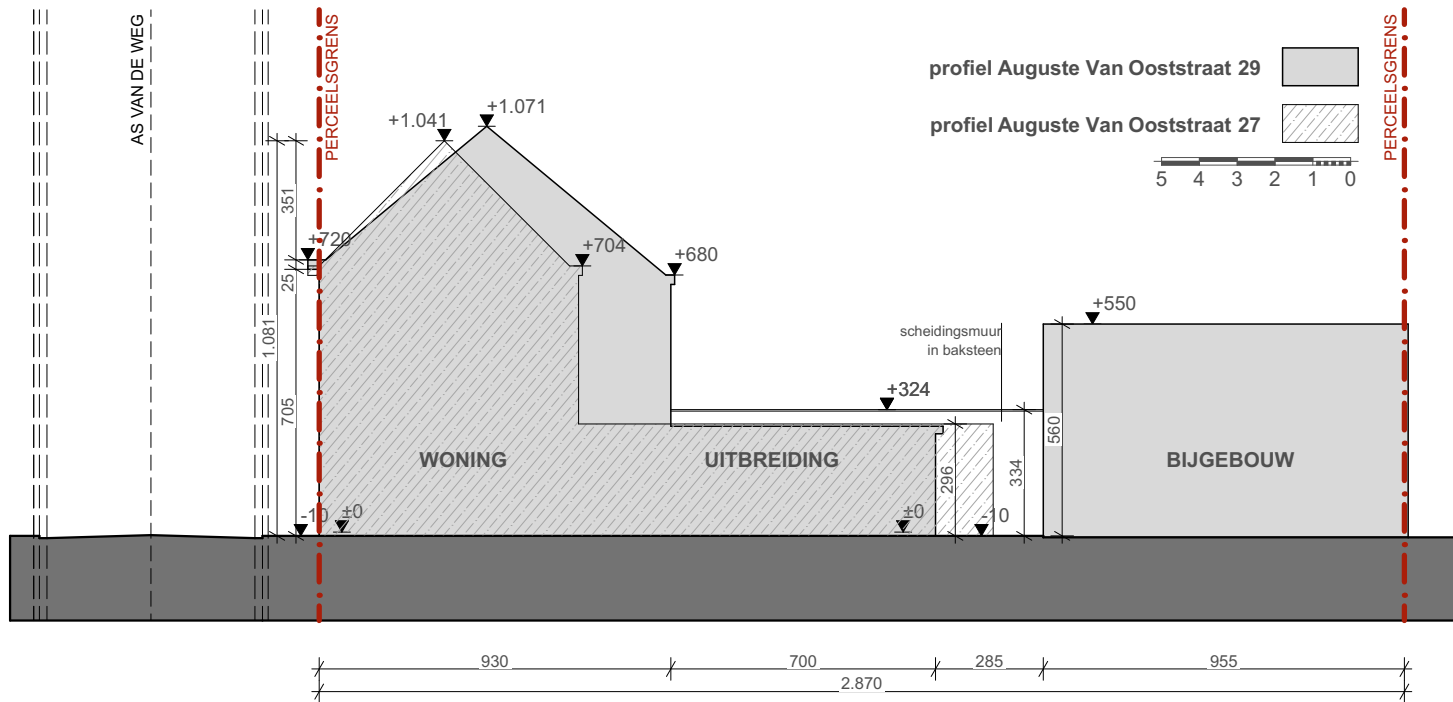 AS VAN DE WEG
PERCEELSGRENS
PERCEELSGRENS
profiel Auguste Van Ooststraat 29
profiel Auguste Van Ooststraat 27
5 4 3 2 1 0
+1.041
+1.071
+720
+704
+680
+550
scheidingsmuur
in baksteen
+324
351
25
1.081
705
560
334
296
WONING
UITBREIDING
BIJGEBOUW
-10
±0
±0
-10
930
700
285
955
2.870